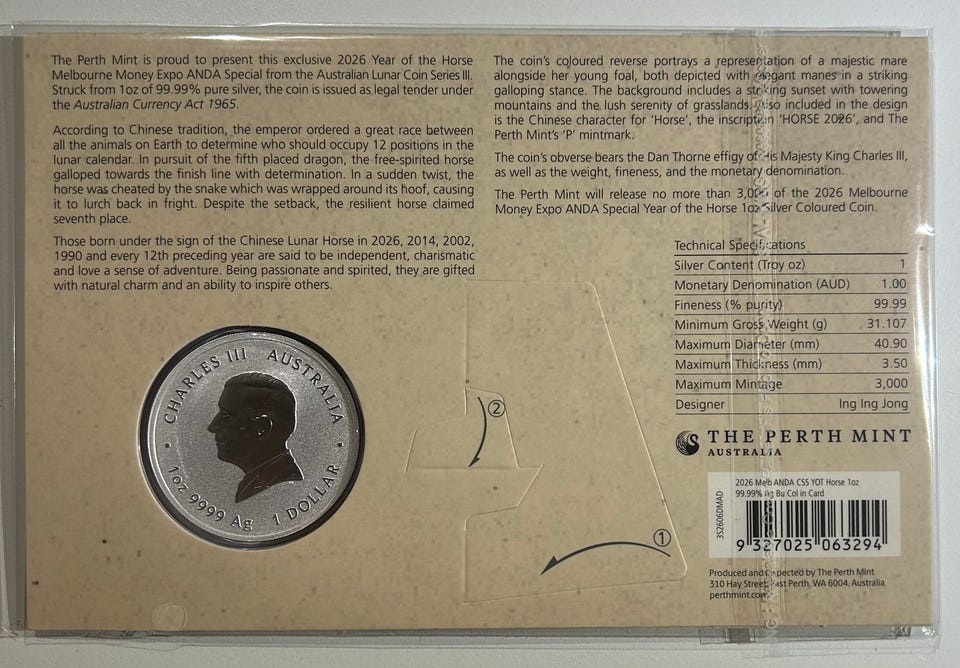 The Perth Mint is proud to present this exclusive 2026 Year of the Horse
Melbourne Money Expo ANDA Special from the Australian Lunar Coin Series III.
Struck from 1oz of 99.99% pure silver, the coin is issued as legal tender under
the Australian Currency Act 1965.
According to Chinese tradition, the emperor ordered a great race between
all the animals on Earth to determine who should occupy 12 positions in the
lunar calendar. In pursuit of the fifth placed dragon, the free-spirited horse
galloped towards the finish line with determination. In a sudden twist, the
horse was cheated by the snake which was wrapped around its hoof, causing
it to lurch back in fright. Despite the setback, the resilient horse claimed
seventh place.
Those born under the sign of the Chinese Lunar Horse in 2026, 2014, 2002,
1990 and every 12th preceding year are said to be independent, charismatic
and love a sense of adventure. Being passionate and spirited, they are gifted
with natural charm and an ability to inspire others.
The coin's coloured reverse portrays a representation of a majestic mare
alongside her young foal, both depicted with elegant manes in a striking
galloping stance. The background includes a striking sunset with towering
mountains and the lush serenity of grasslands. Also included in the design
is the Chinese character for 'Horse', the inscription 'HORSE 2026', and The
Perth Mint's 'P' mintmark.
The coin's obverse bears the Dan Thorne effigy of His Majesty King Charles III,
as well as the weight, fineness, and the monetary denomination.
The Perth Mint will release no more than 3,000 of the 2026 Melbourne
Money Expo ANDA Special Year of the Horse 1oz Silver Coloured Coin.
Technical Specifications
Silver Content (Troy oz) 1
Monetary Denomination (AUD) 1.00
Fineness (% purity) 99.99
Minimum Gross Weight (g) 31.107
Maximum Diameter (mm) 40.90
Maximum Thickness (mm) 3.50
Maximum Mintage 3,000
Designer Ing Ing Jong
THE PERTH MINT
AUSTRALIA
2026 Melb ANDA CSS YOT Horse 1oz
99.99% Ag Bu Col in Card
3S2606DMAD
9 327025 063294
Produced and Expected by The Perth Mint
310 Hay Street, East Perth, WA 6004, Australia
perthmint.com
CHARLES III AUSTRALIA
1oz 9999 Ag 1 DOLLAR
②
①